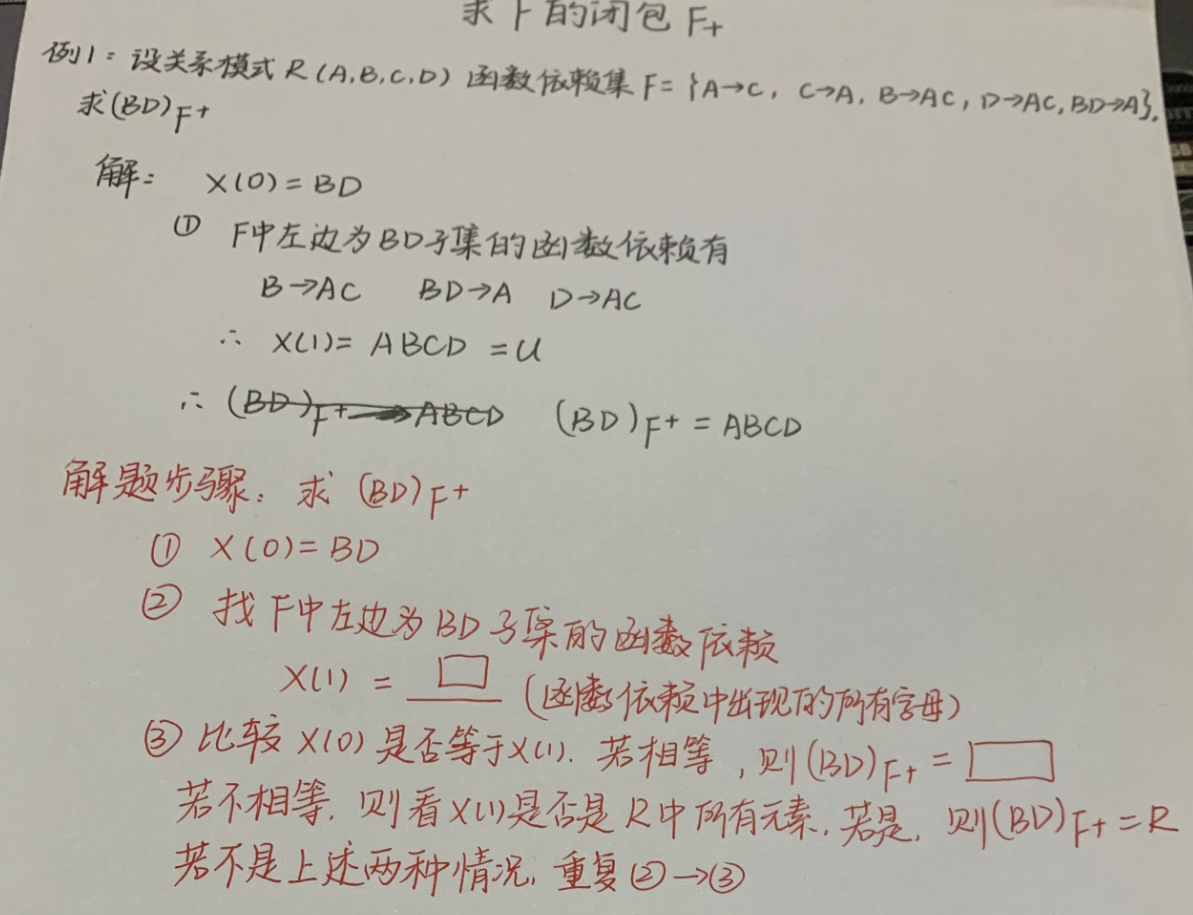 求F的闭包 F+
例1：设关系模式 R(A,B,C,D) 函数依赖集 F={A→C, C→A, B→AC, D→AC, BD→A}.
求(BD)F+
解： X(0)=BD
① F中左边为BD子集的函数依赖有
B→AC BD→A D→AC
∴ X(1)= ABCD =U
∴ (BD)F+→ABCD (BD)F+ = ABCD
解题步骤：求 (BD)F+
① X(0)=BD
② 找F中左边为BD子集的函数依赖
X(1) = (函数依赖中出现的所有字母)
③ 比较X(0)是否等于X(1). 若相等，则(BD)F+ =
若不相等，则看X(1)是否是R中所有元素，若是，则(BD)F+ = R
若不是上述两种情况，重复②→③